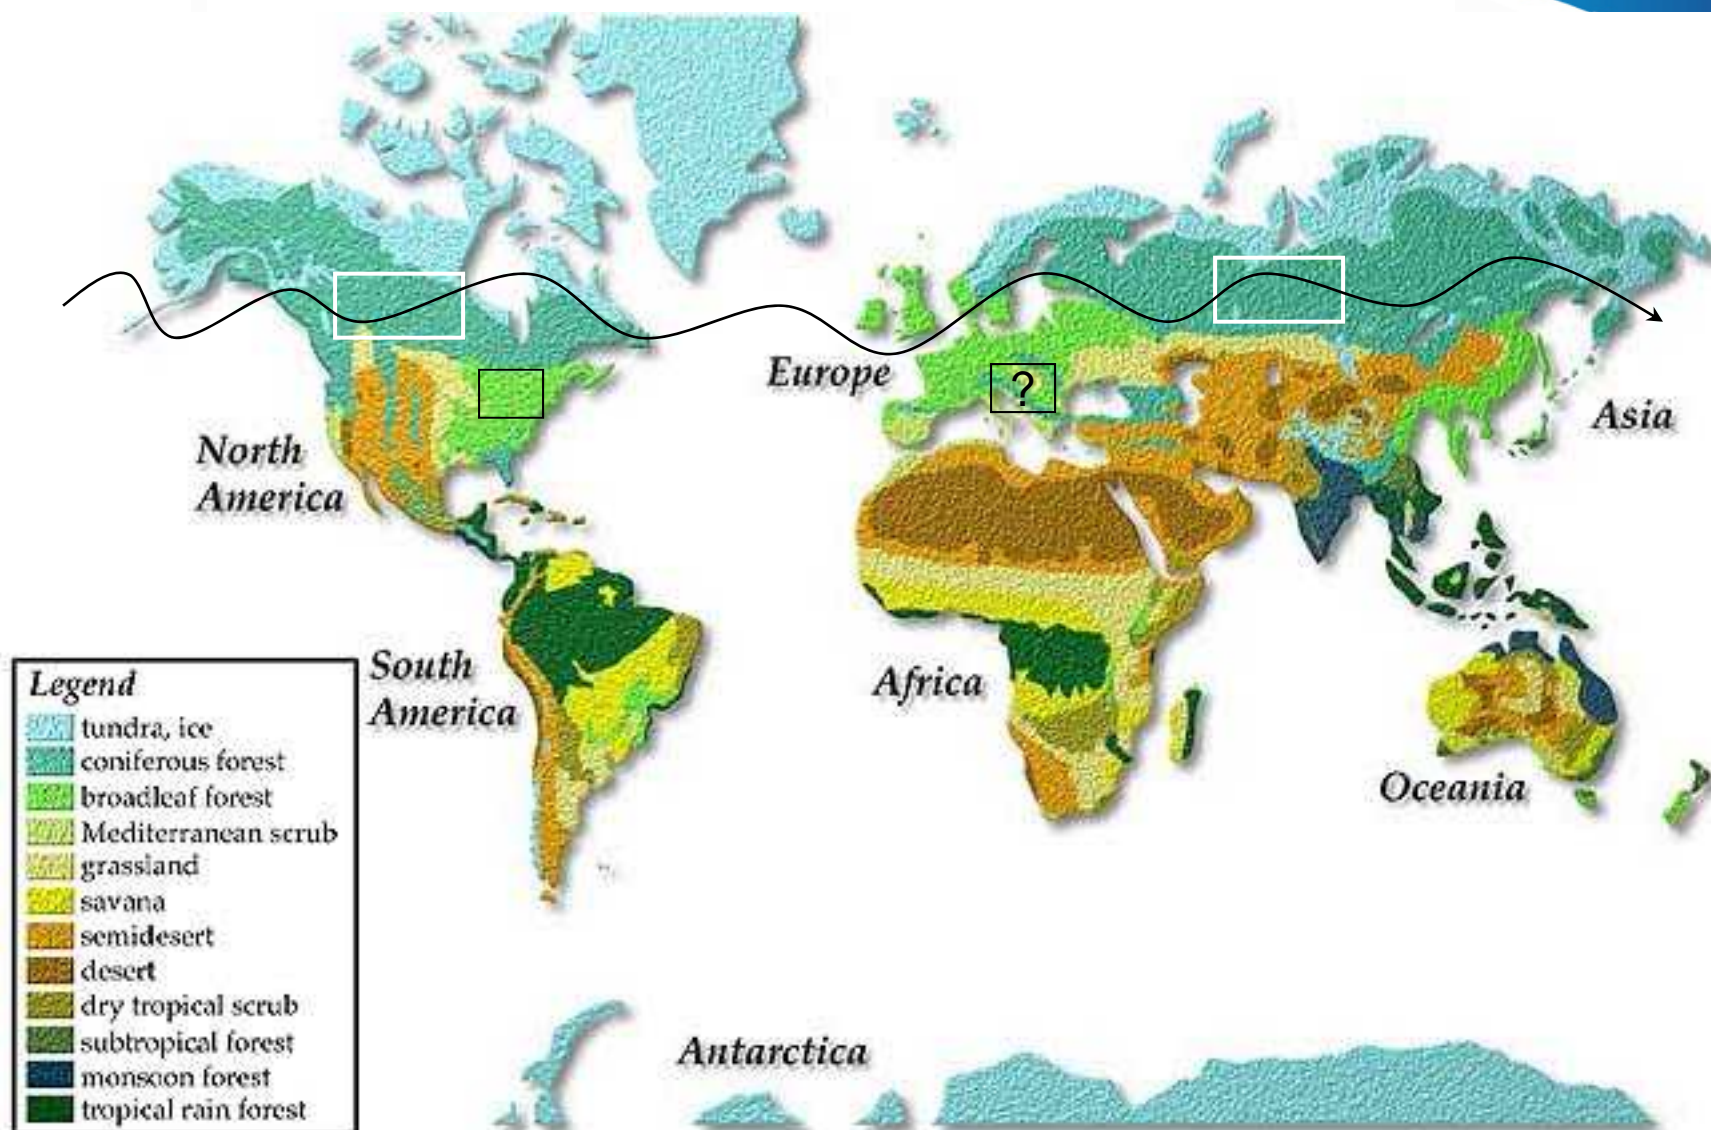 Europe
?
Asia
North
America
South
America
Africa
Oceania
Antarctica
Legend
tundra, ice
coniferous forest
broadleaf forest
Mediterranean scrub
grassland
savana
semidesert
desert
dry tropical scrub
subtropical forest
monsoon forest
tropical rain forest